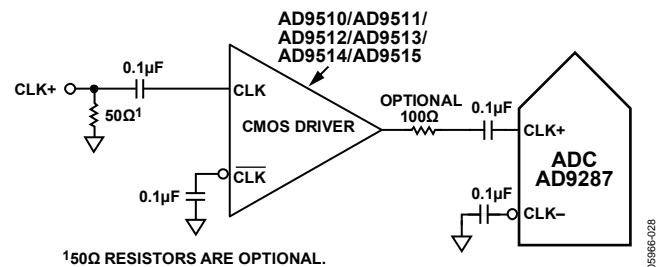 AD9510/AD9511/
AD9512/AD9513/
AD9514/AD9515
CLK+
0.1µF
50Ω¹
CLK
CMOS DRIVER
CLK
0.1µF
OPTIONAL
100Ω
0.1µF
CLK+
ADC
AD9287
0.1µF
CLK–
¹50Ω RESISTORS ARE OPTIONAL.
05966-028